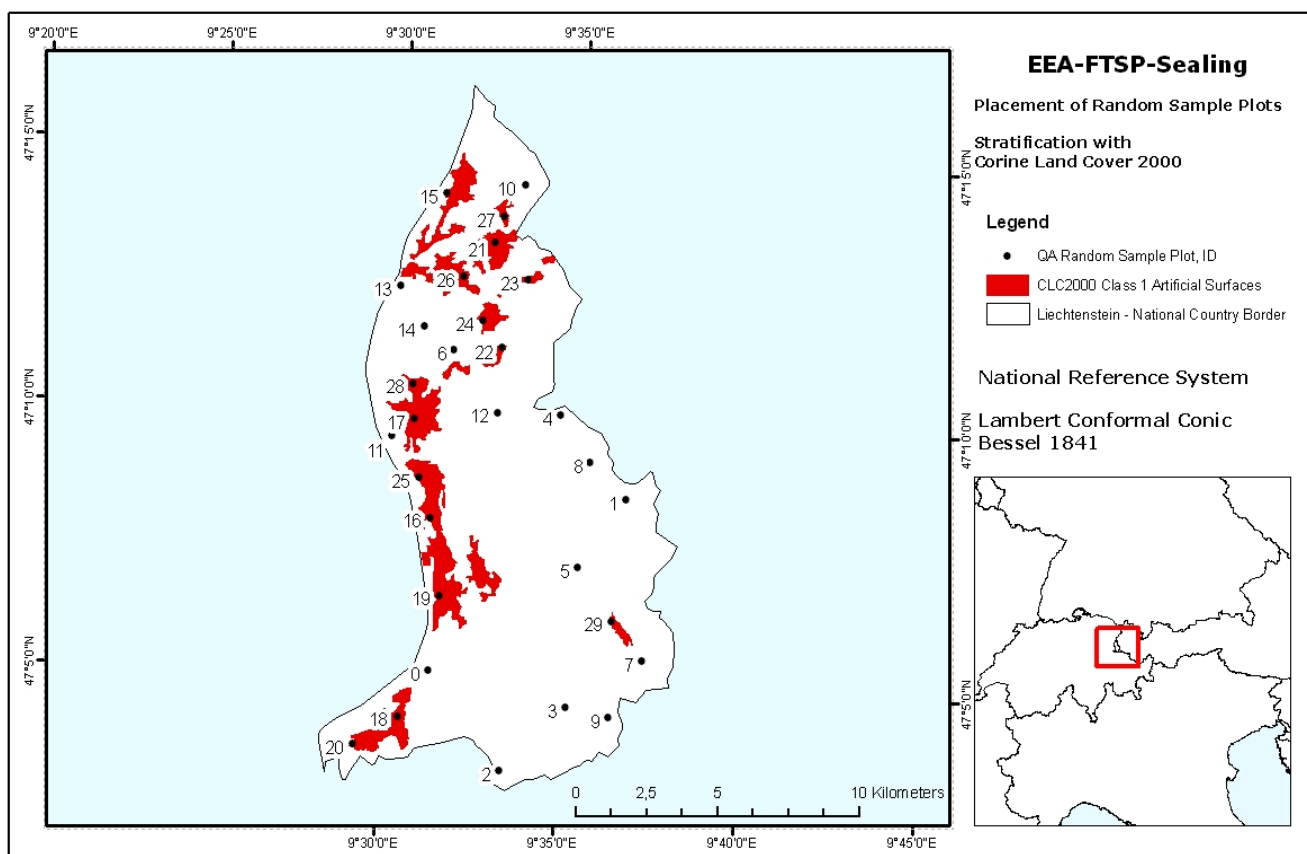 9°20'0"E 9°25'0"E 9°30'0"E 9°35'0"E
EEA-FTSP-Sealing
Placement of Random Sample Plots
Stratification with
Corine Land Cover 2000
Legend
QA Random Sample Plot, ID
CLC2000 Class 1 Artificial Surfaces
Liechtenstein - National Country Border
National Reference System
Lambert Conformal Conic
Bessel 1841
47°15'0"N
47°10'0"N
47°5'0"N
47°15'0"N
47°10'0"N
47°5'0"N
10
15
27
21
26
23
13
14
24
6
22
28
12
4
17
11
8
25
1
16
5
19
29
7
0
3
18
9
20
2
0 2,5 5 10 Kilometers
9°30'0"E 9°35'0"E 9°40'0"E 9°45'0"E